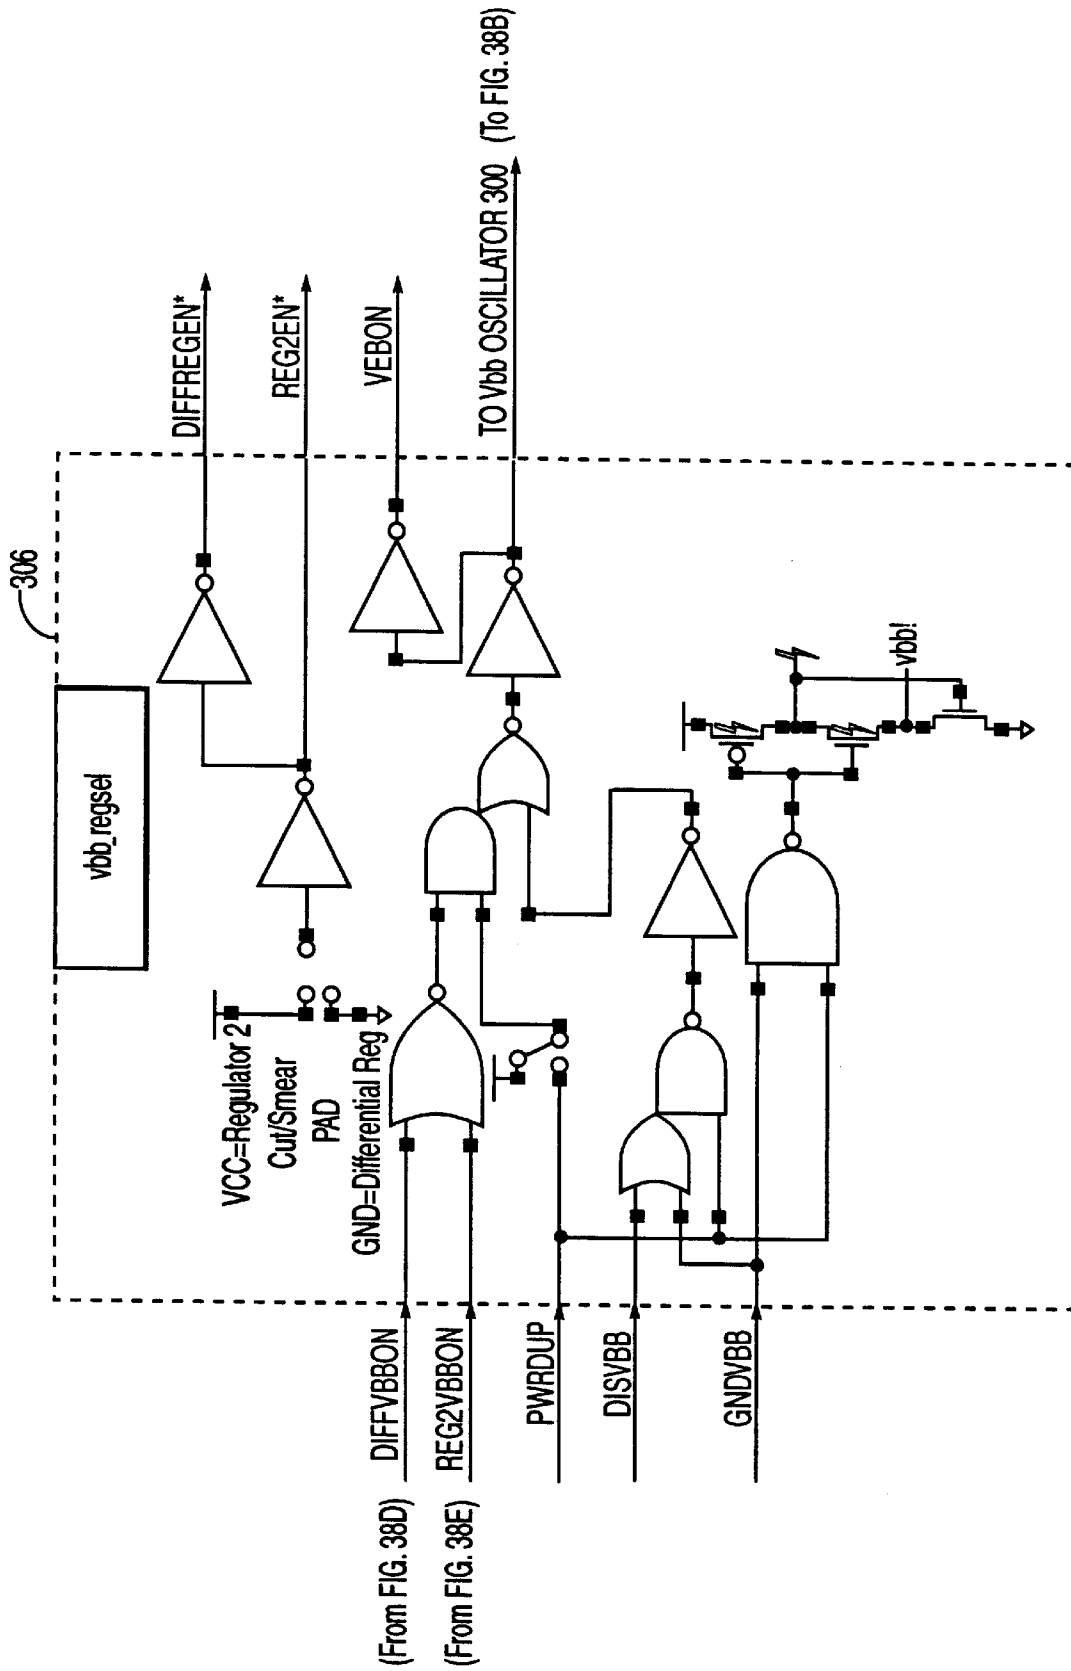 306
vbb_regsel
DIFFREGEN*
REG2EN*
VEBON
TO Vbb OSCILLATOR 300 (To FIG. 38B)
VCC=Regulator 2
Cut/Smear
PAD
GND=Differential Reg
(From FIG. 38D) DIFFVBBON
(From FIG. 38E) REG2VBBON
PWRDUP
DISVBB
GNDVBB
vbb!